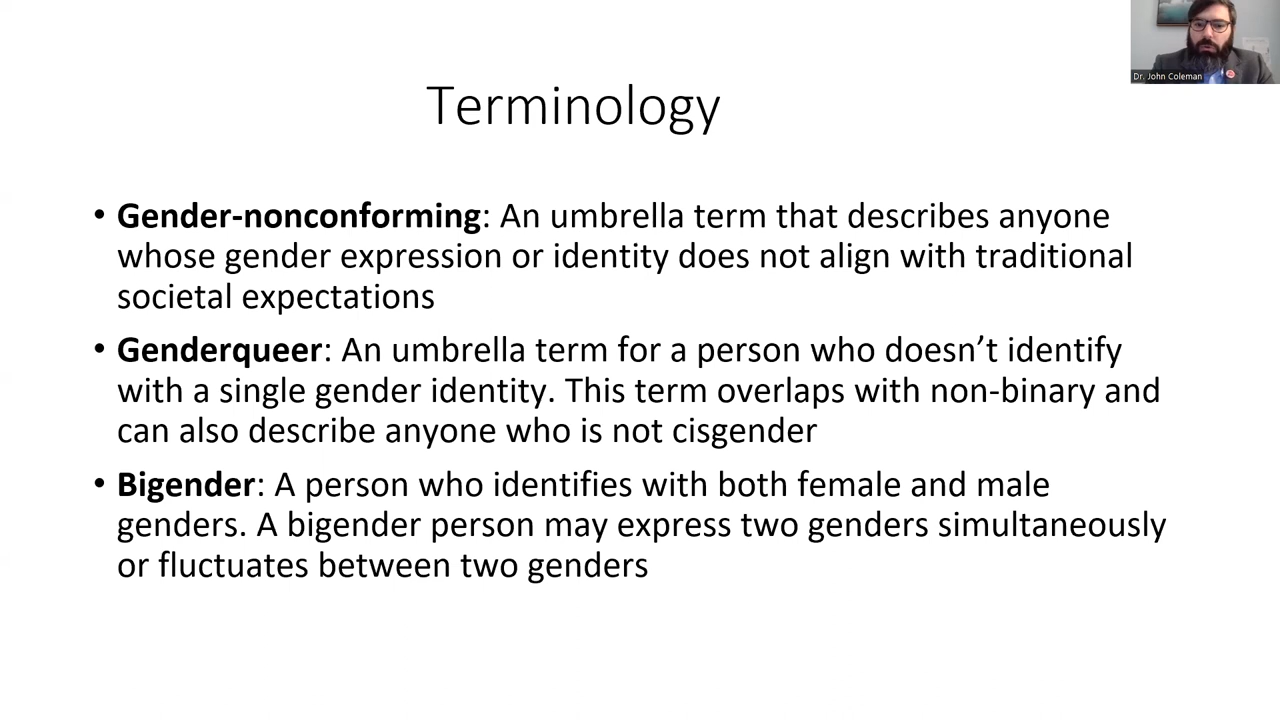 Dr. John Coleman
Terminology
• Gender-nonconforming: An umbrella term that describes anyone
whose gender expression or identity does not align with traditional
societal expectations
• Genderqueer: An umbrella term for a person who doesn’t identify
with a single gender identity. This term overlaps with non-binary and
can also describe anyone who is not cisgender
• Bigender: A person who identifies with both female and male
genders. A bigender person may express two genders simultaneously
or fluctuates between two genders